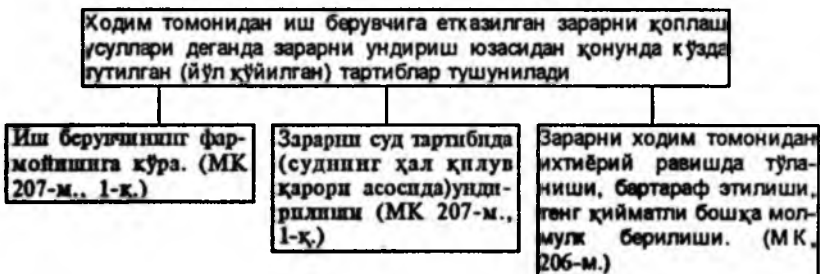 Ходим томонидан иш берувчига етказилган зарарни қоплаш
усуллари деганда зарарни ундириш юзасидан қонунда кўзда
тутилган (йўл қўйилган) тартиблар тушунилади
Иш берувчининг фар-
мойишига кўра. (МК
207-м., 1-қ.)
Зарарни суд тартибида
(суднинг ҳал қилув
қарори асосида)унди-
рилиши (МК 207-м.,
1-қ.)
Зарарни ходим томонидан
ихтиёрий равишда тўла-
ниши, бартараф этилиши,
тенг қийматли бошқа мол-
мулк берилиши. (МК,
206-м.)